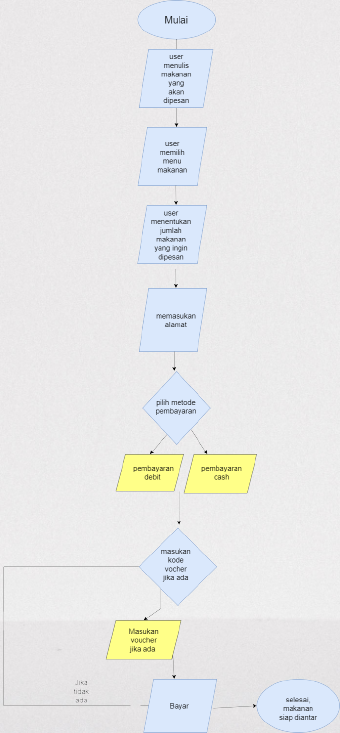 Mulai
user
menulis
makanan
yang
akan
dipesan
user
memilih
menu
makanan
user
menentukan
jumlah
makanan
yang ingin
dipesan
memasukan
alamat
pilih metode
pembayaran
pembayaran
debit
pembayaran
cash
masukan
kode
vocher
jika ada
Masukan
voucher
jika ada
Jika
tidak
ada
Bayar
selesai,
makanan
siap diantar